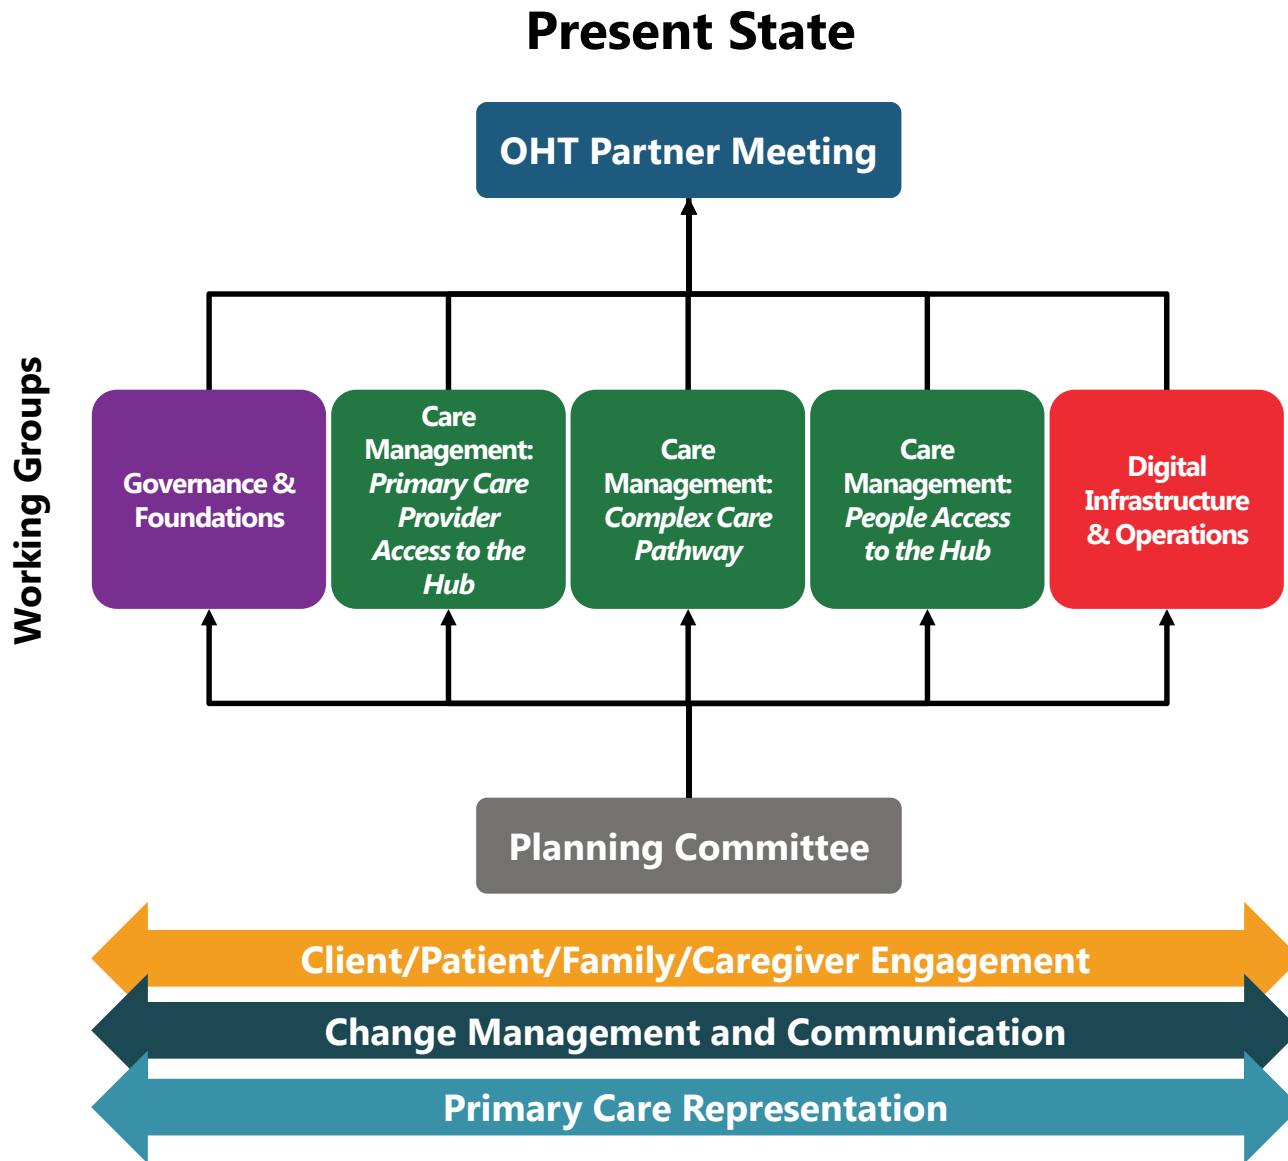 Present State
OHT Partner Meeting
Working Groups
Governance &
Foundations
Care
Management:
Primary Care
Provider
Access to the
Hub
Care
Management:
Complex Care
Pathway
Care
Management:
People Access
to the Hub
Digital
Infrastructure
& Operations
Planning Committee
Client/Patient/Family/Caregiver Engagement
Change Management and Communication
Primary Care Representation